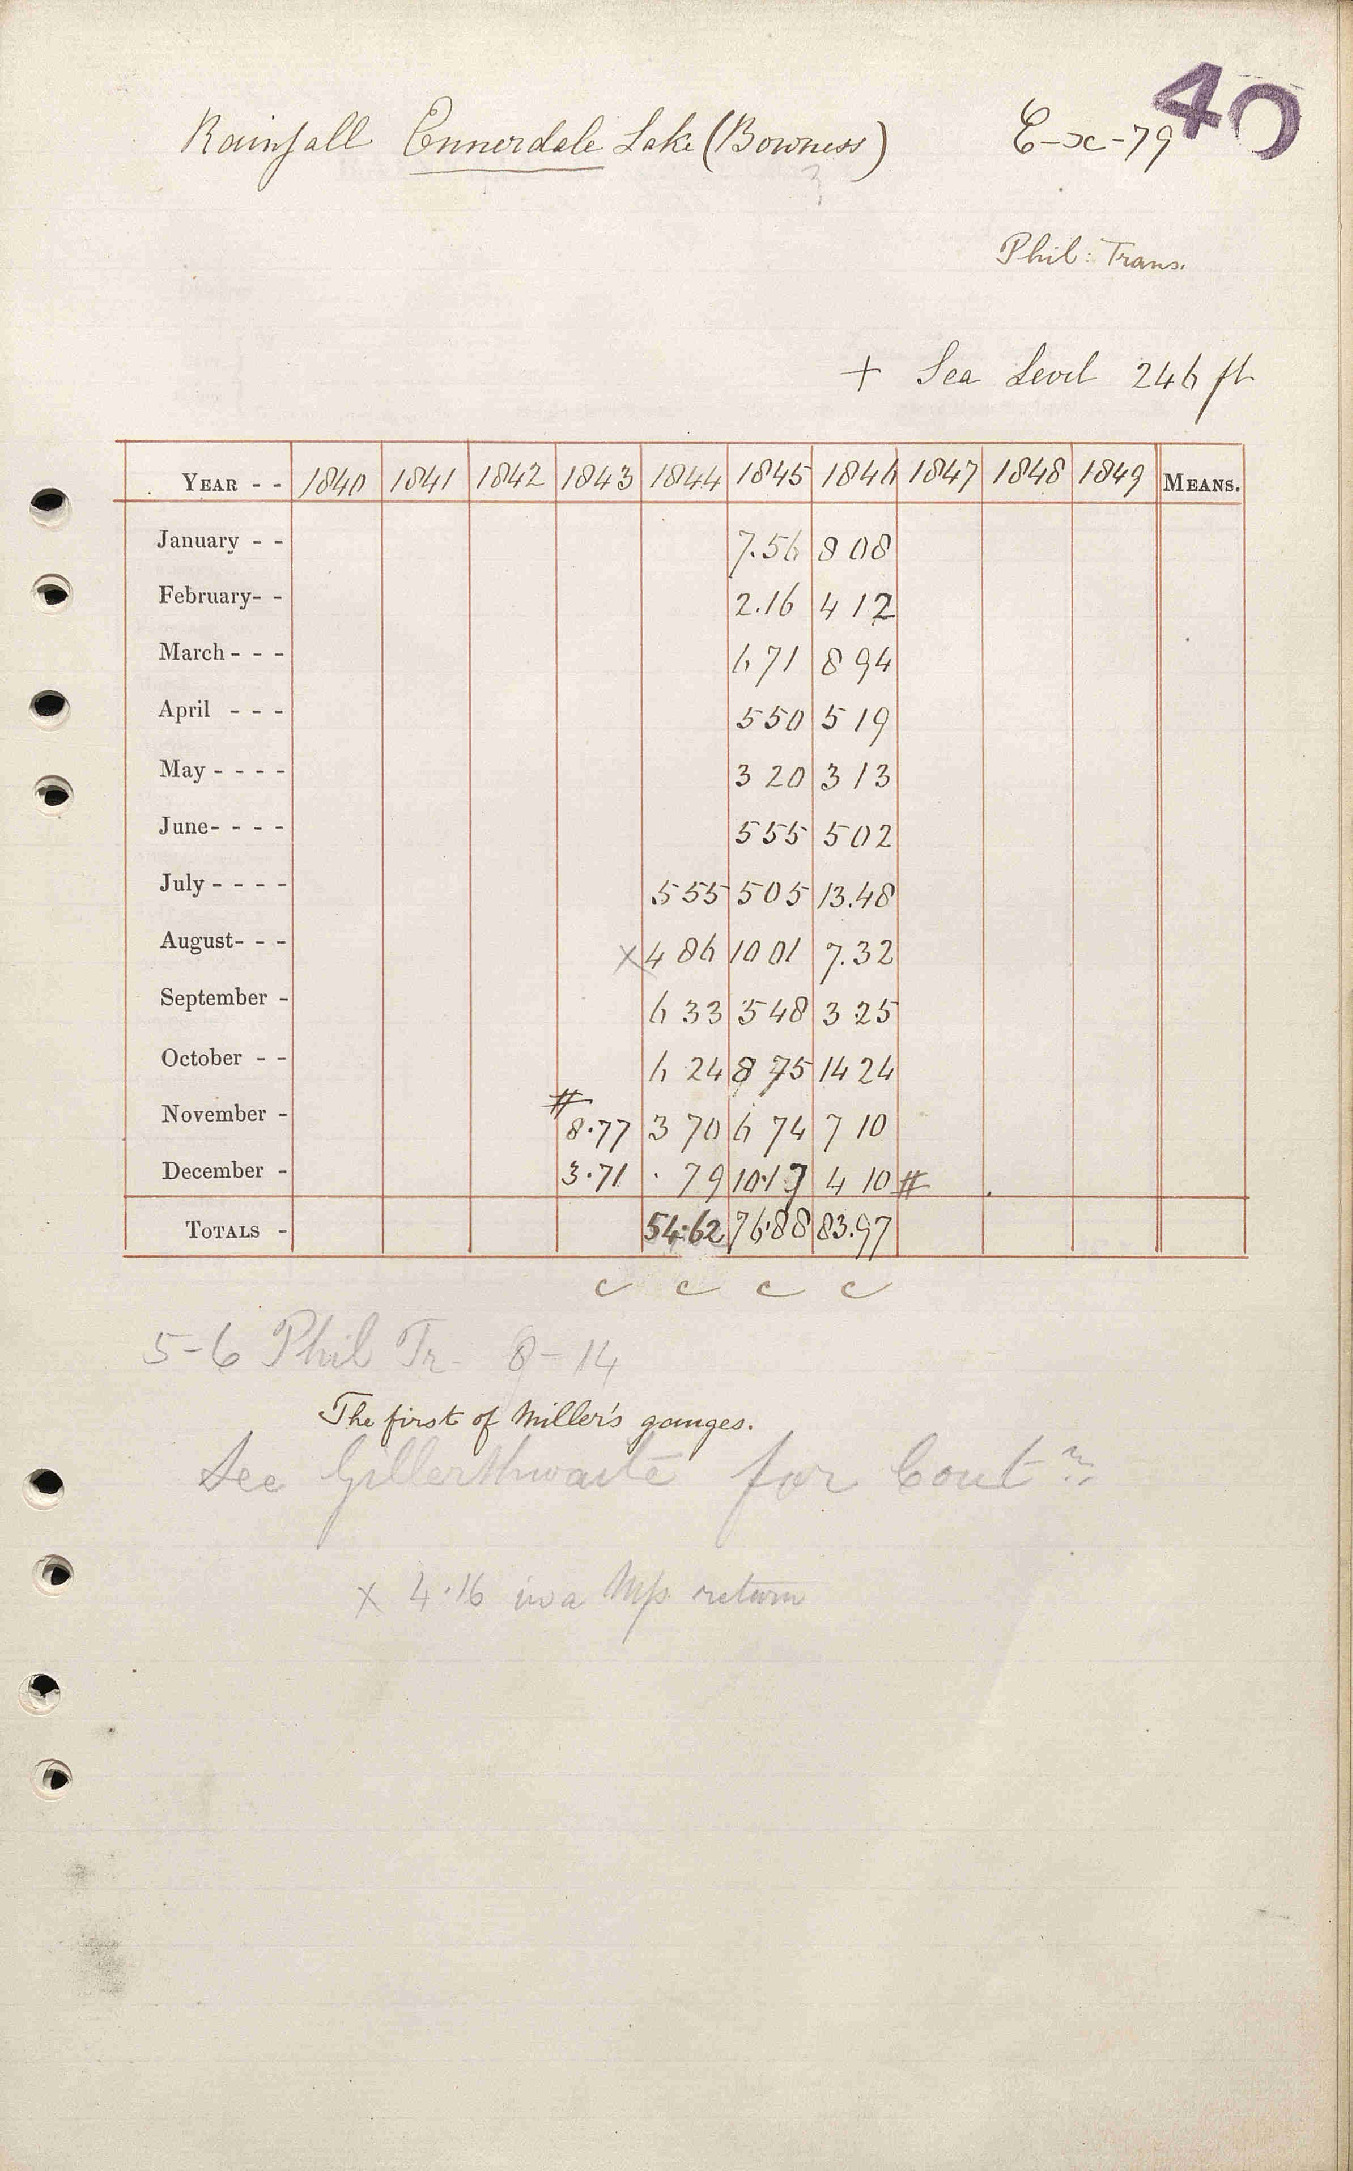 40
Rainfall Ennerdale Lake (Bowness) E-x-79
Phil: Trans.
+ Sea Level 246 ft
YEAR - - 1840 1841 1842 1843 1844 1845 1846 1847 1848 1849 MEANS.
January - - 7.56 8 08
February- - 2.16 4 12
March - - - 6 71 8 94
April - - - 5 50 5 19
May - - - - 3 20 3 13
June- - - - 5 55 5 02
July - - - - 5 55 5 05 13.48
August- - - x 4 86 10 01 7.32
September - 6 33 5 48 3 25
October - - 6 24 8 75 14 24
November - # 8.77 3 70 6 74 7 10
December - 3.71 . 79 10.17 4 10 #
TOTALS - 54.62 76.88 83.97
c c c c
5-6 Phil Tr. 8-14
The first of Miller's gauges.
See Gillerthwaite for Contn
x 4.16 in a Mp return